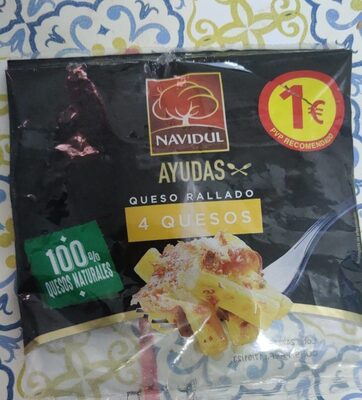 NAVIDUL
1€
PVP RECOMENDADO
AYUDAS
QUESO RALLADO
4 QUESOS
100%
QUESOS NATURALES